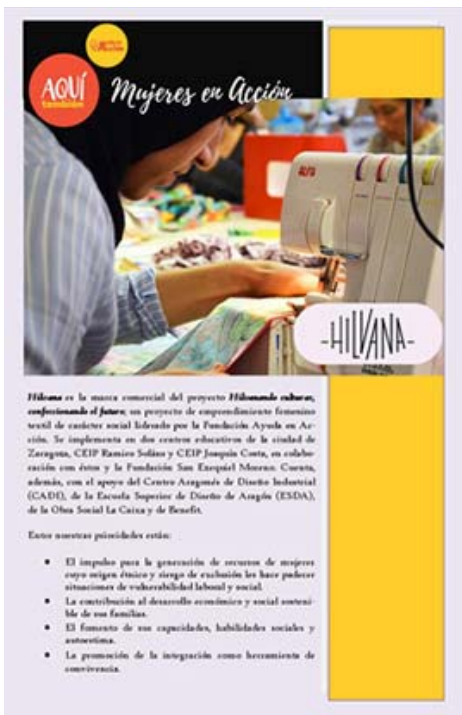 AQUÍ
también
Mujeres en Acción
ALFA
-HILVANA-
Hilvana es la marca comercial del proyecto Hilvanando culturas,
confeccionando el futuro; un proyecto de emprendimiento femenino
textil de carácter social liderado por la Fundación Ayuda en Ac-
ción. Se implementa en dos centros educativos de la ciudad de
Zaragoza, CEIP Ramiro Soláns y CEIP Joaquín Costa, en colabo-
ración con éstos y la Fundación San Ezequiel Moreno. Cuenta,
además, con el apoyo del Centro Aragonés de Diseño Industrial
(CADI), de la Escuela Superior de Diseño de Aragón (ESDA),
de la Obra Social La Caixa y de Benefit.
Entre nuestras prioridades están:
• El impulso para la generación de recursos de mujeres
cuyo origen étnico y riesgo de exclusión les hace padecer
situaciones de vulnerabilidad laboral y social.
• La contribución al desarrollo económico y social sosteni-
ble de sus familias.
• El fomento de sus capacidades, habilidades sociales y
autoestima.
• La promoción de la integración como herramienta de
convivencia.